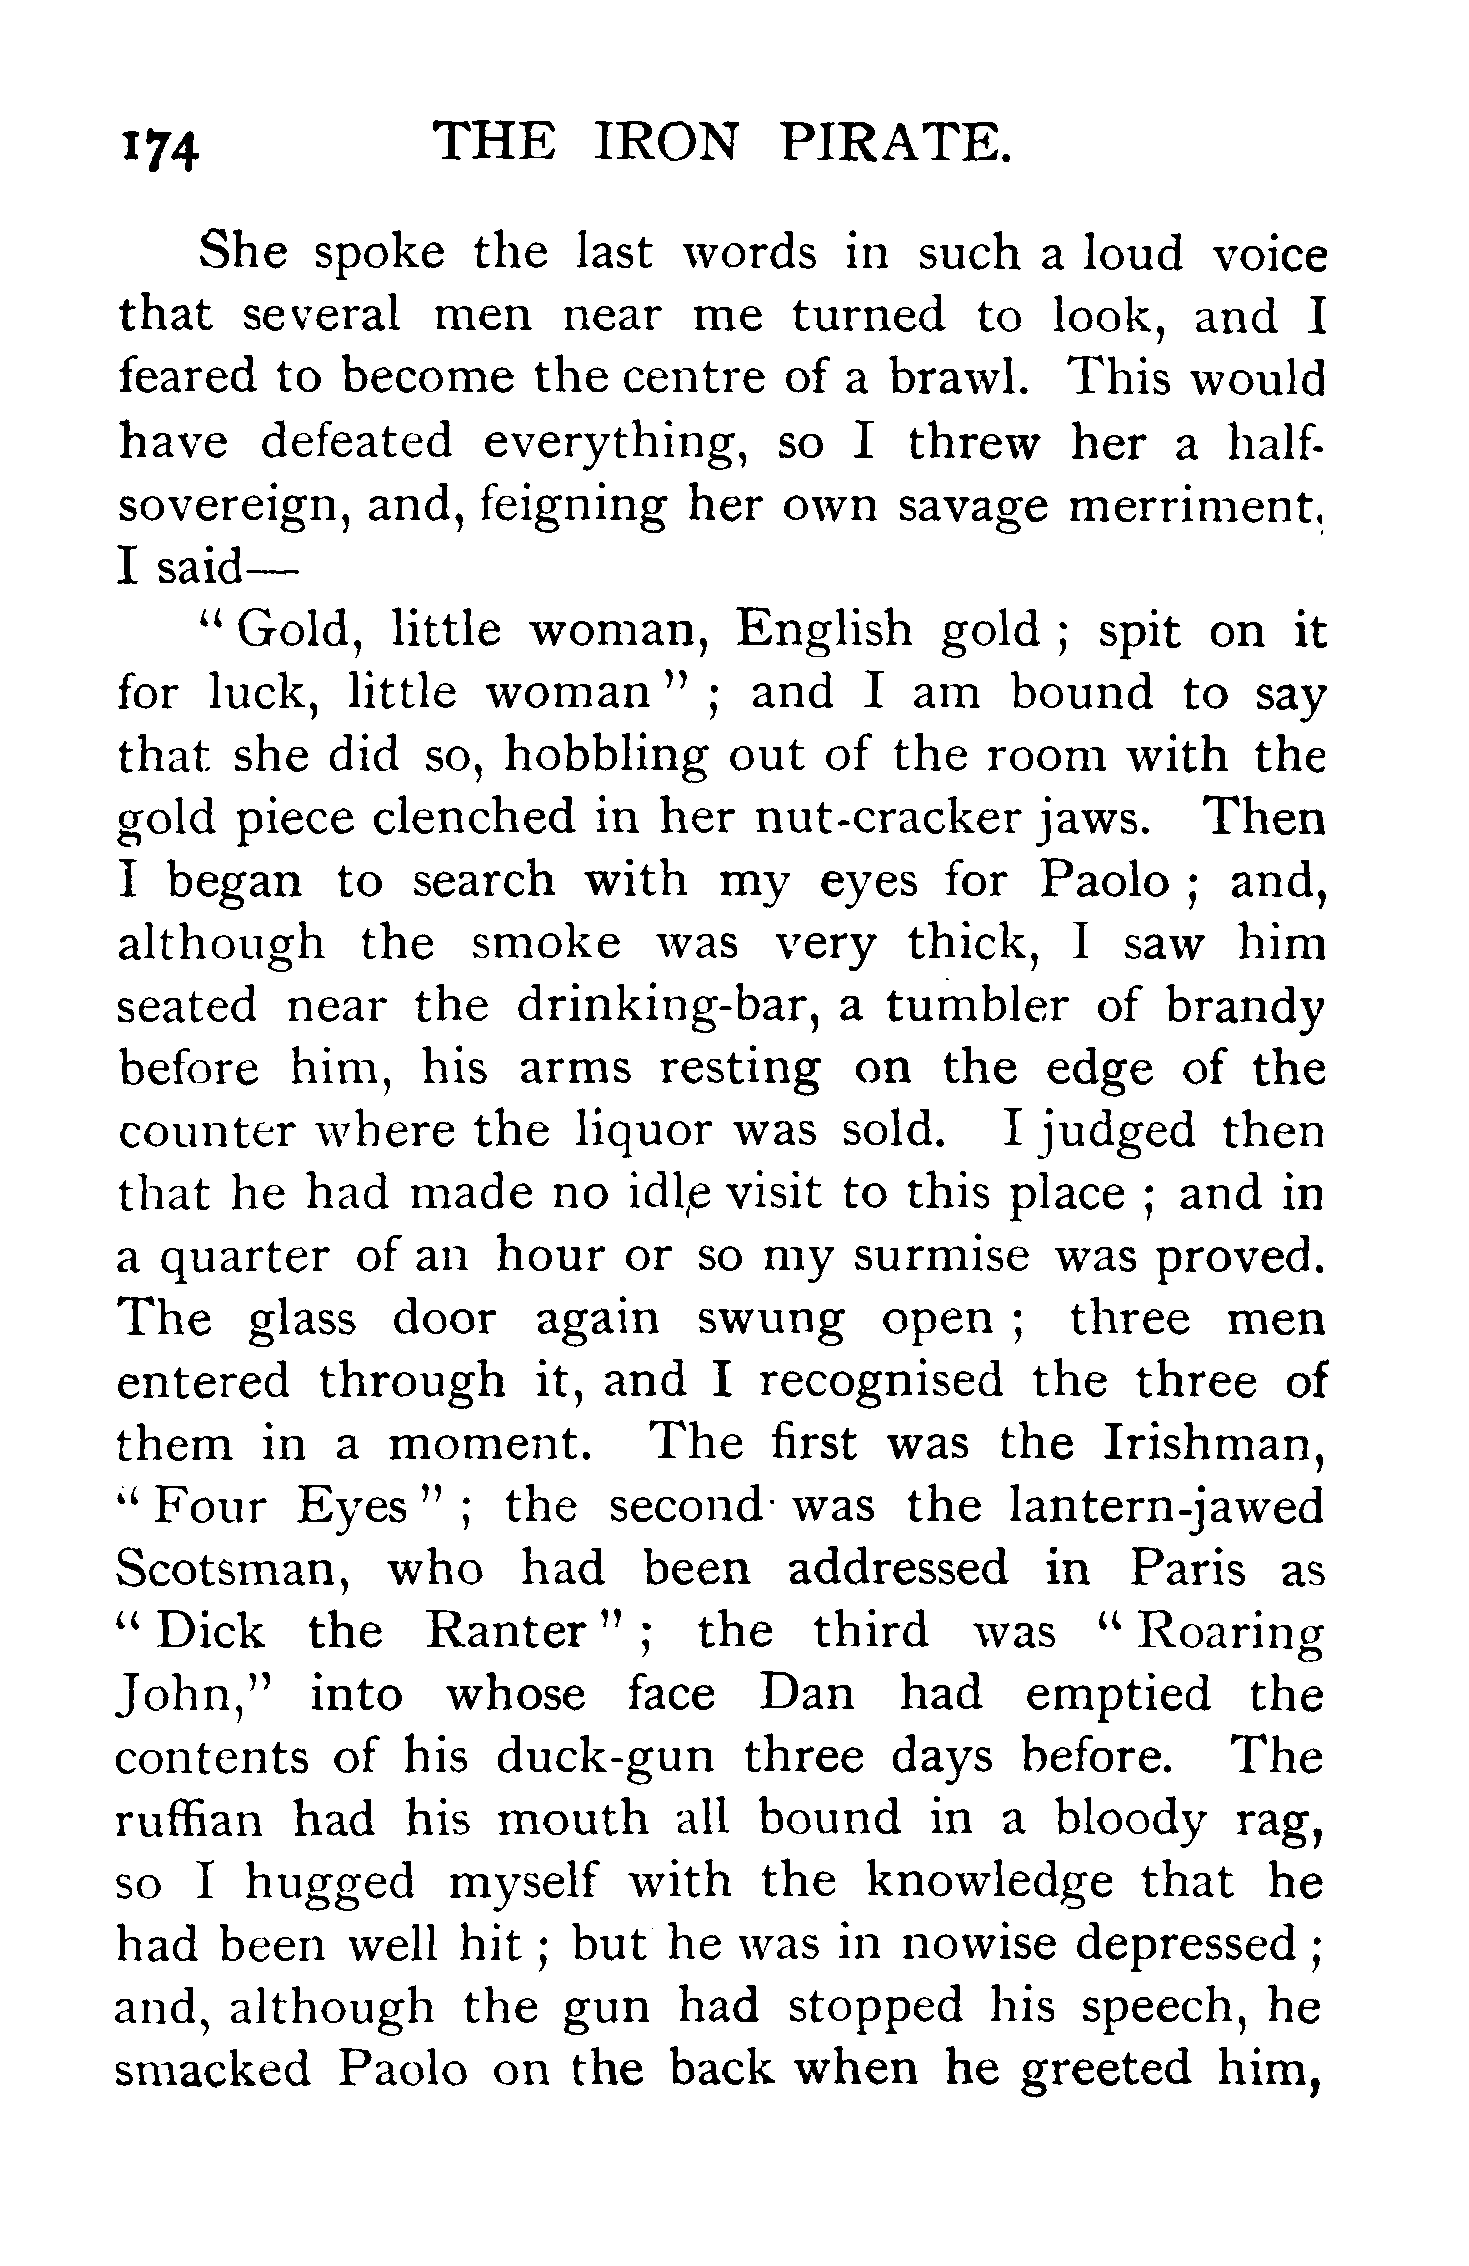 174 THE IRON PIRATE.
She spoke the last words in such a loud voice
that several men near me turned to look, and I
feared to become the centre of a brawl. This would
have defeated everything, so I threw her a half-
sovereign, and, feigning her own savage merriment,
I said—
“Gold, little woman, English gold; spit on it
for luck, little woman”; and I am bound to say
that she did so, hobbling out of the room with the
gold piece clenched in her nut-cracker jaws. Then
I began to search with my eyes for Paolo; and,
although the smoke was very thick, I saw him
seated near the drinking-bar, a tumbler of brandy
before him, his arms resting on the edge of the
counter where the liquor was sold. I judged then
that he had made no idle visit to this place; and in
a quarter of an hour or so my surmise was proved.
The glass door again swung open; three men
entered through it, and I recognised the three of
them in a moment. The first was the Irishman,
“Four Eyes”; the second was the lantern-jawed
Scotsman, who had been addressed in Paris as
“Dick the Ranter”; the third was “Roaring
John,” into whose face Dan had emptied the
contents of his duck-gun three days before. The
ruffian had his mouth all bound in a bloody rag,
so I hugged myself with the knowledge that he
had been well hit; but he was in nowise depressed;
and, although the gun had stopped his speech, he
smacked Paolo on the back when he greeted him,